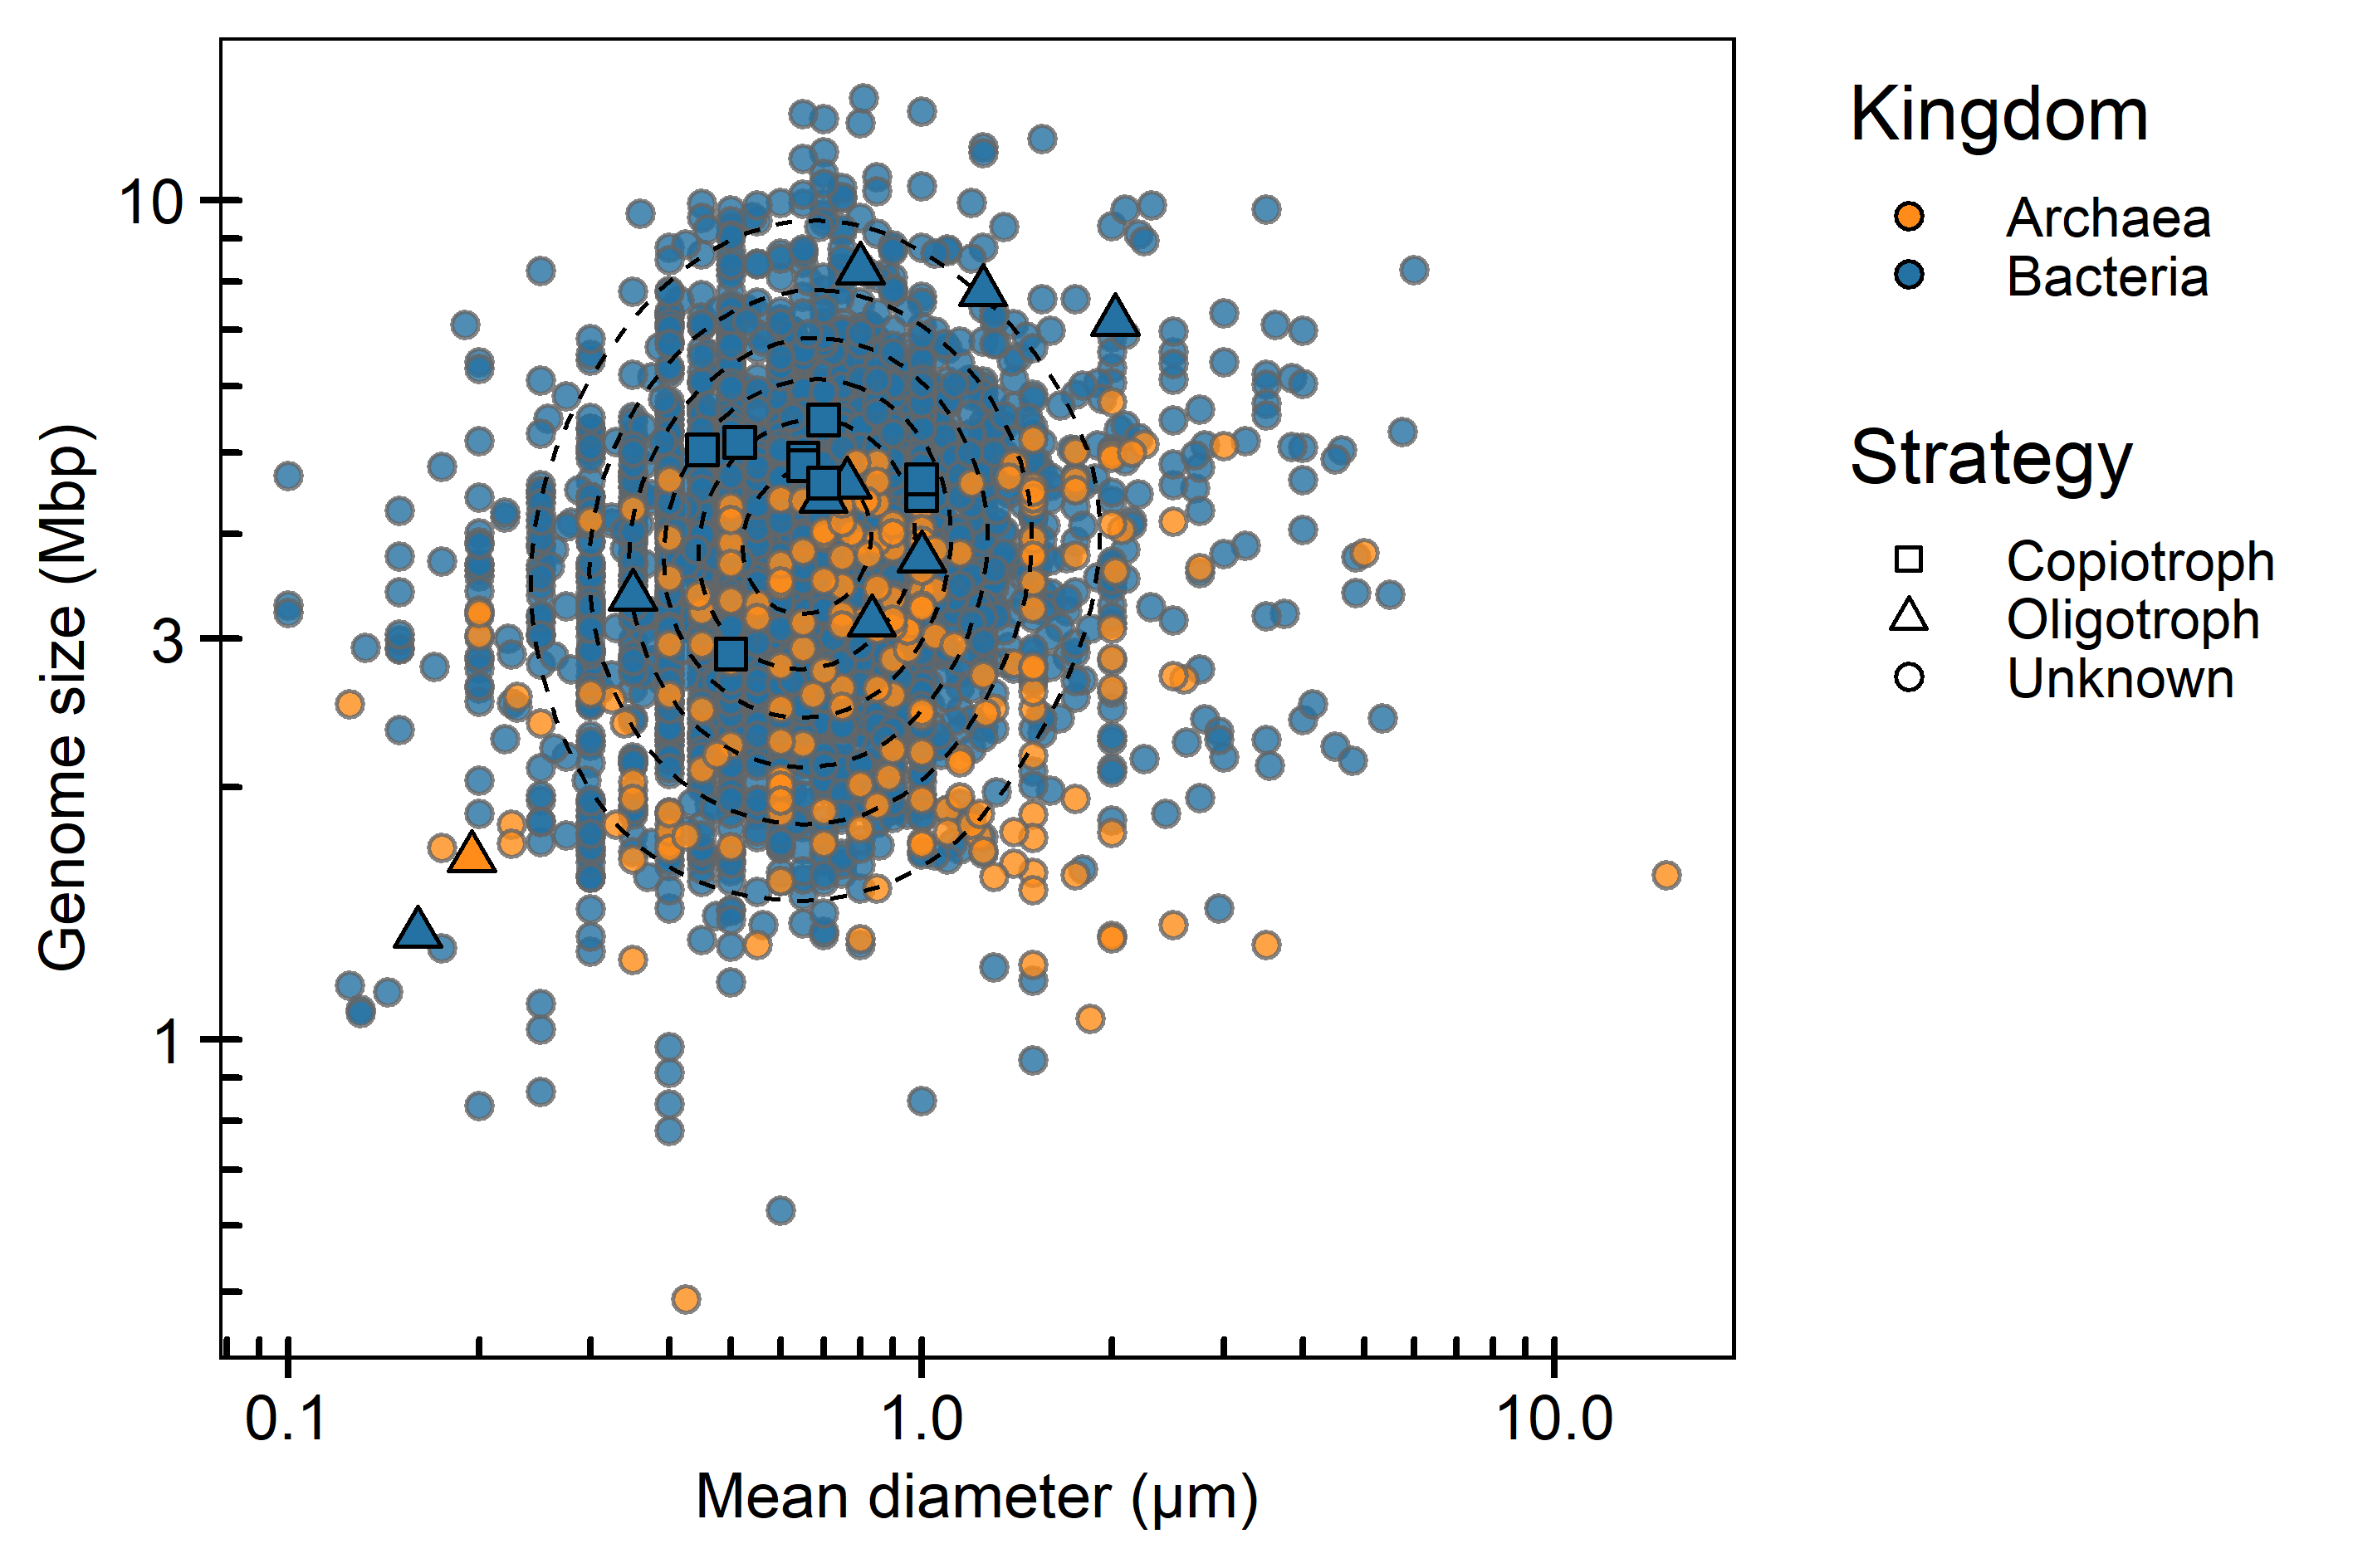 10
3
1
Genome size (Mbp)
0.1
1.0
10.0
Mean diameter (µm)
Kingdom
Archaea
Bacteria
Strategy
Copiotroph
Oligotroph
Unknown